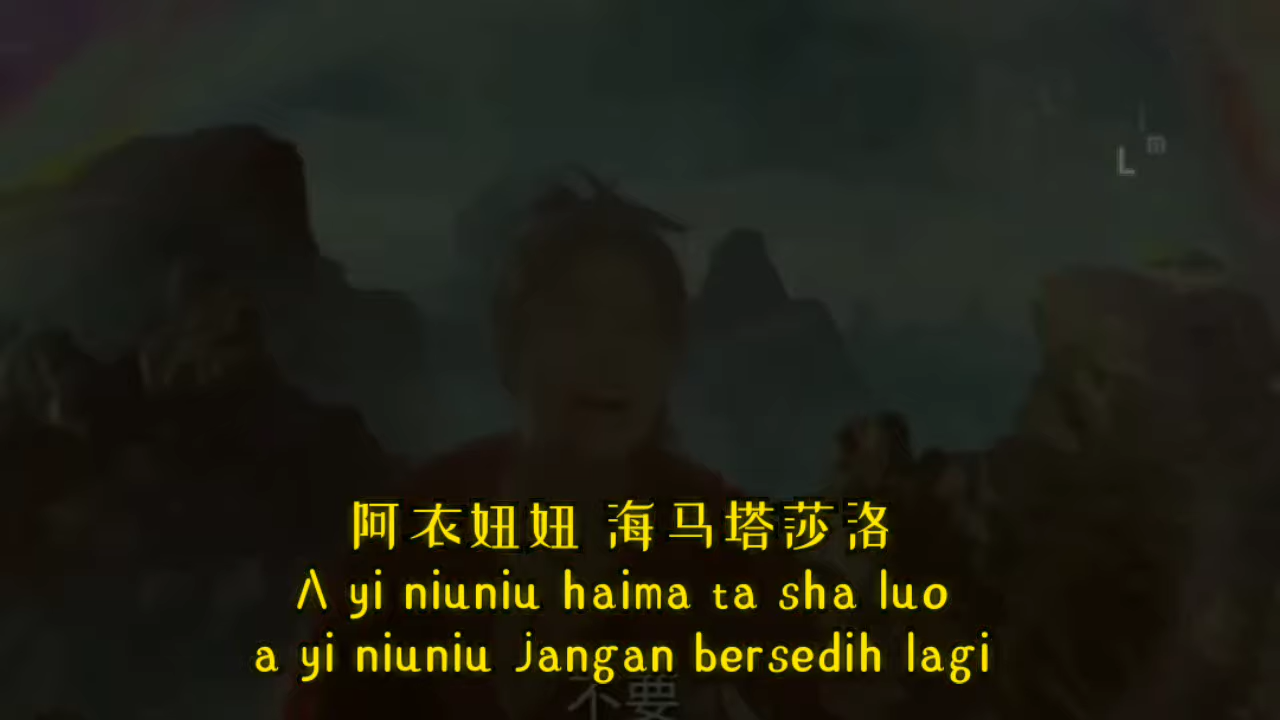 L m
阿衣妞妞 海马塔莎洛
A yi niuniu haima ta sha luo
a yi niuniu Jangan bersedih lagi
不要